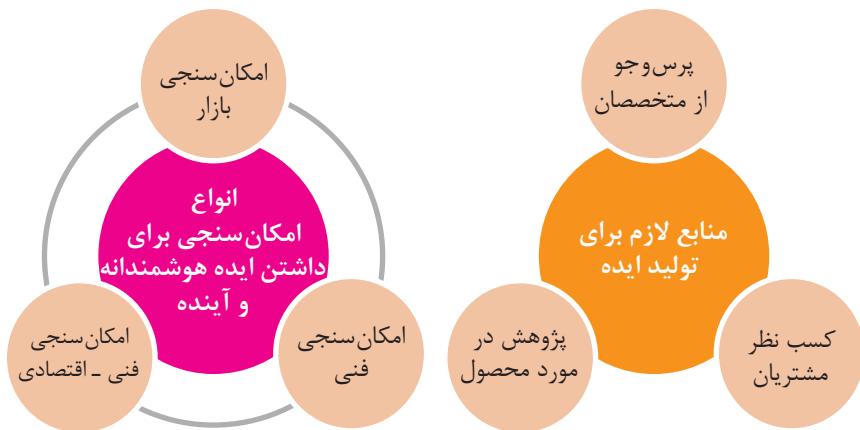 پرس‌وجو
از متخصصان
منابع لازم برای
تولید ایده
کسب نظر
مشتریان
پژوهش در
مورد محصول
امکان‌سنجی
بازار
انواع
امکان‌سنجی برای
داشتن ایده هوشمندانه
و آینده
امکان‌سنجی
فنی
امکان‌سنجی
فنی ـ اقتصادی